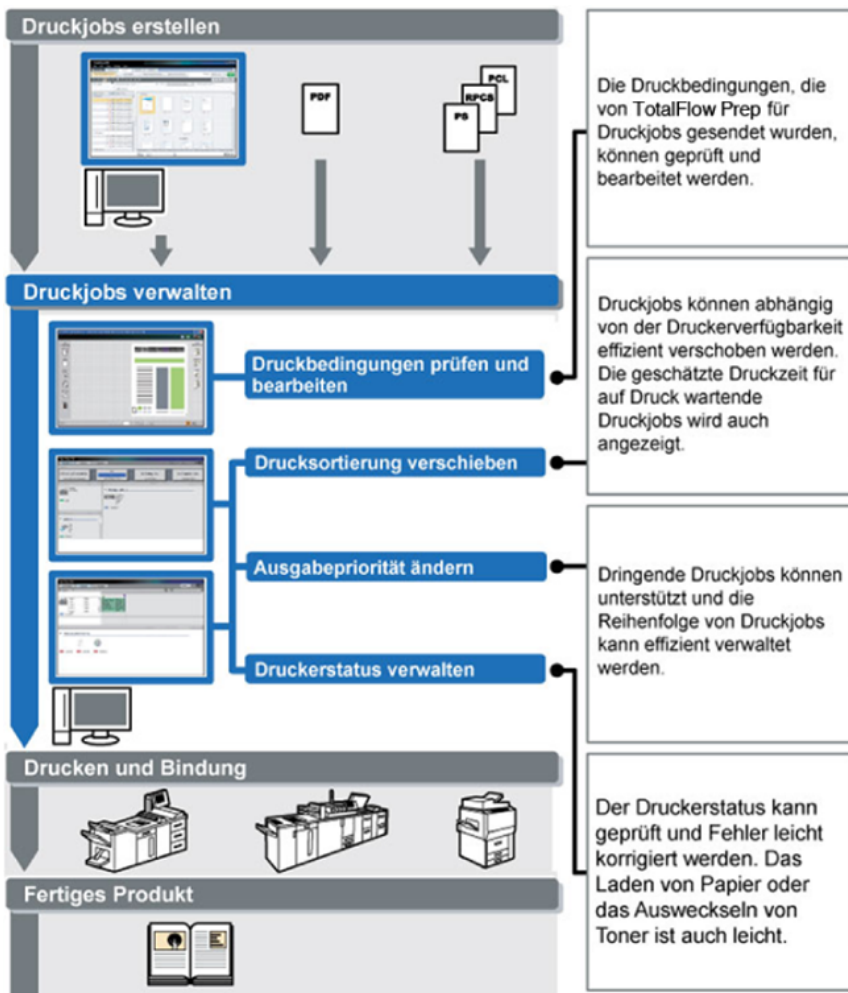 Druckjobs erstellen
PDF
PCL
RPCS
PS
Die Druckbedingungen, die
von TotalFlow Prep für
Druckjobs gesendet wurden,
können geprüft und
bearbeitet werden.
Druckjobs verwalten
Druckbedingungen prüfen und
bearbeiten
Drucksortierung verschieben
Ausgabepriorität ändern
Druckerstatus verwalten
Druckjobs können abhängig
von der Druckerverfügbarkeit
effizient verschoben werden.
Die geschätzte Druckzeit für
auf Druck wartende
Druckjobs wird auch
angezeigt.
Dringende Druckjobs können
unterstützt und die
Reihenfolge von Druckjobs
kann effizient verwaltet
werden.
Drucken und Bindung
Der Druckerstatus kann
geprüft und Fehler leicht
korrigiert werden. Das
Laden von Papier oder
das Ausweckseln von
Toner ist auch leicht.
Fertiges Produkt